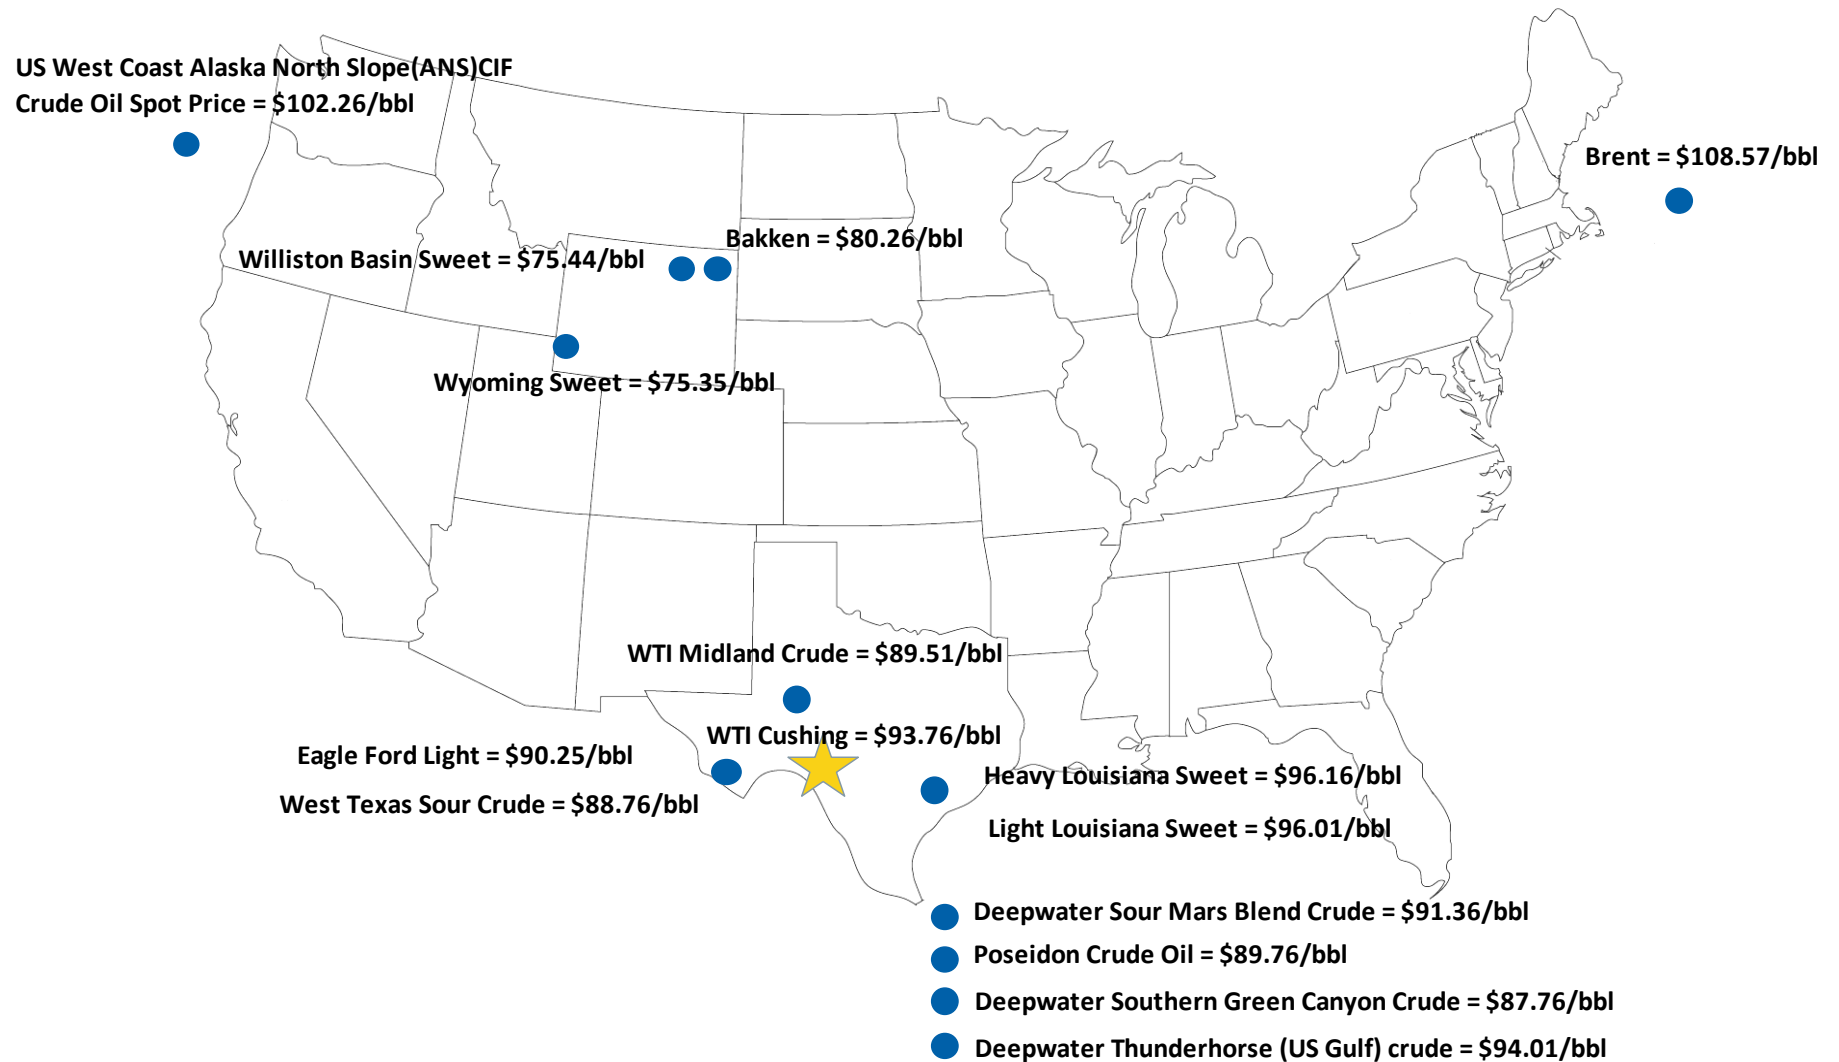 US West Coast Alaska North Slope(ANS)CIF
Crude Oil Spot Price = $102.26/bbl
Brent = $108.57/bbl
Bakken = $80.26/bbl
Williston Basin Sweet = $75.44/bbl
Wyoming Sweet = $75.35/bbl
WTI Midland Crude = $89.51/bbl
WTI Cushing = $93.76/bbl
Eagle Ford Light = $90.25/bbl
West Texas Sour Crude = $88.76/bbl
Heavy Louisiana Sweet = $96.16/bbl
Light Louisiana Sweet = $96.01/bbl
Deepwater Sour Mars Blend Crude = $91.36/bbl
Poseidon Crude Oil = $89.76/bbl
Deepwater Southern Green Canyon Crude = $87.76/bbl
Deepwater Thunderhorse (US Gulf) crude = $94.01/bbl